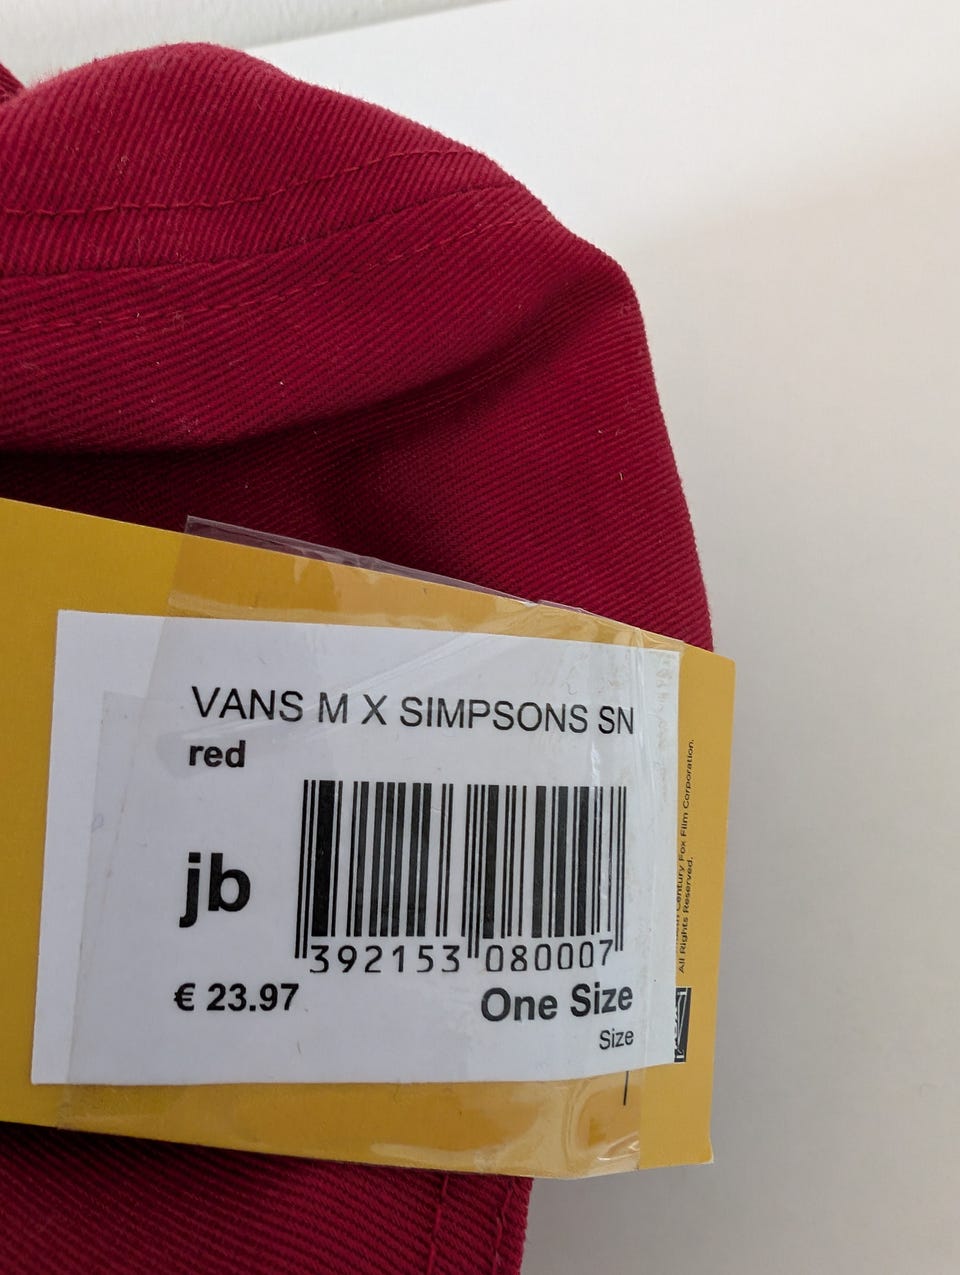 VANS M X SIMPSONS SN
red
jb
392153 080007
€ 23.97
One Size
Size
Century Fox Film Corporation.
All Rights Reserved.